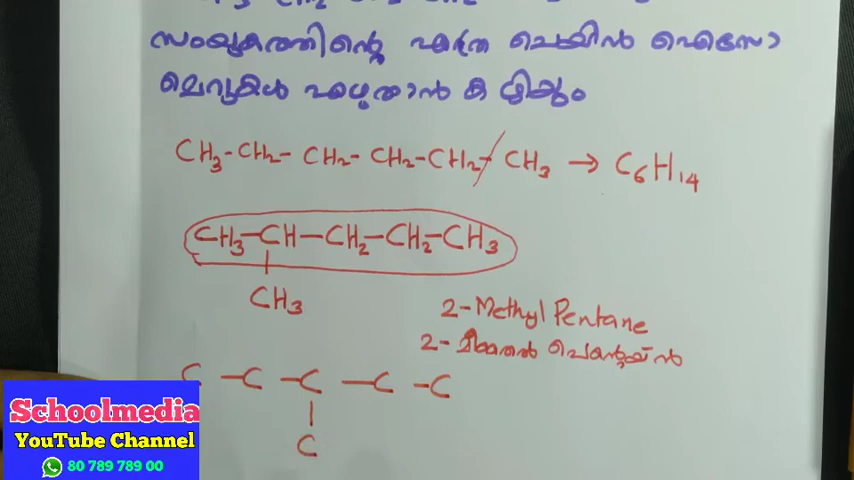 സംയുക്തത്തിന്റെ എത്ര ചെയിൻ ഐസോ
മെറുകൾ എഴുതാൻ കഴിയും
CH3-CH2-CH2-CH2-CH2-CH3 → C6H14
CH3-CH-CH2-CH2-CH3
CH3
2-Methyl Pentane
2-മീഥൈൽ പെന്റെയ്ൻ
C-C-C-C-C
C
Schoolmedia
YouTube Channel
80 789 789 00